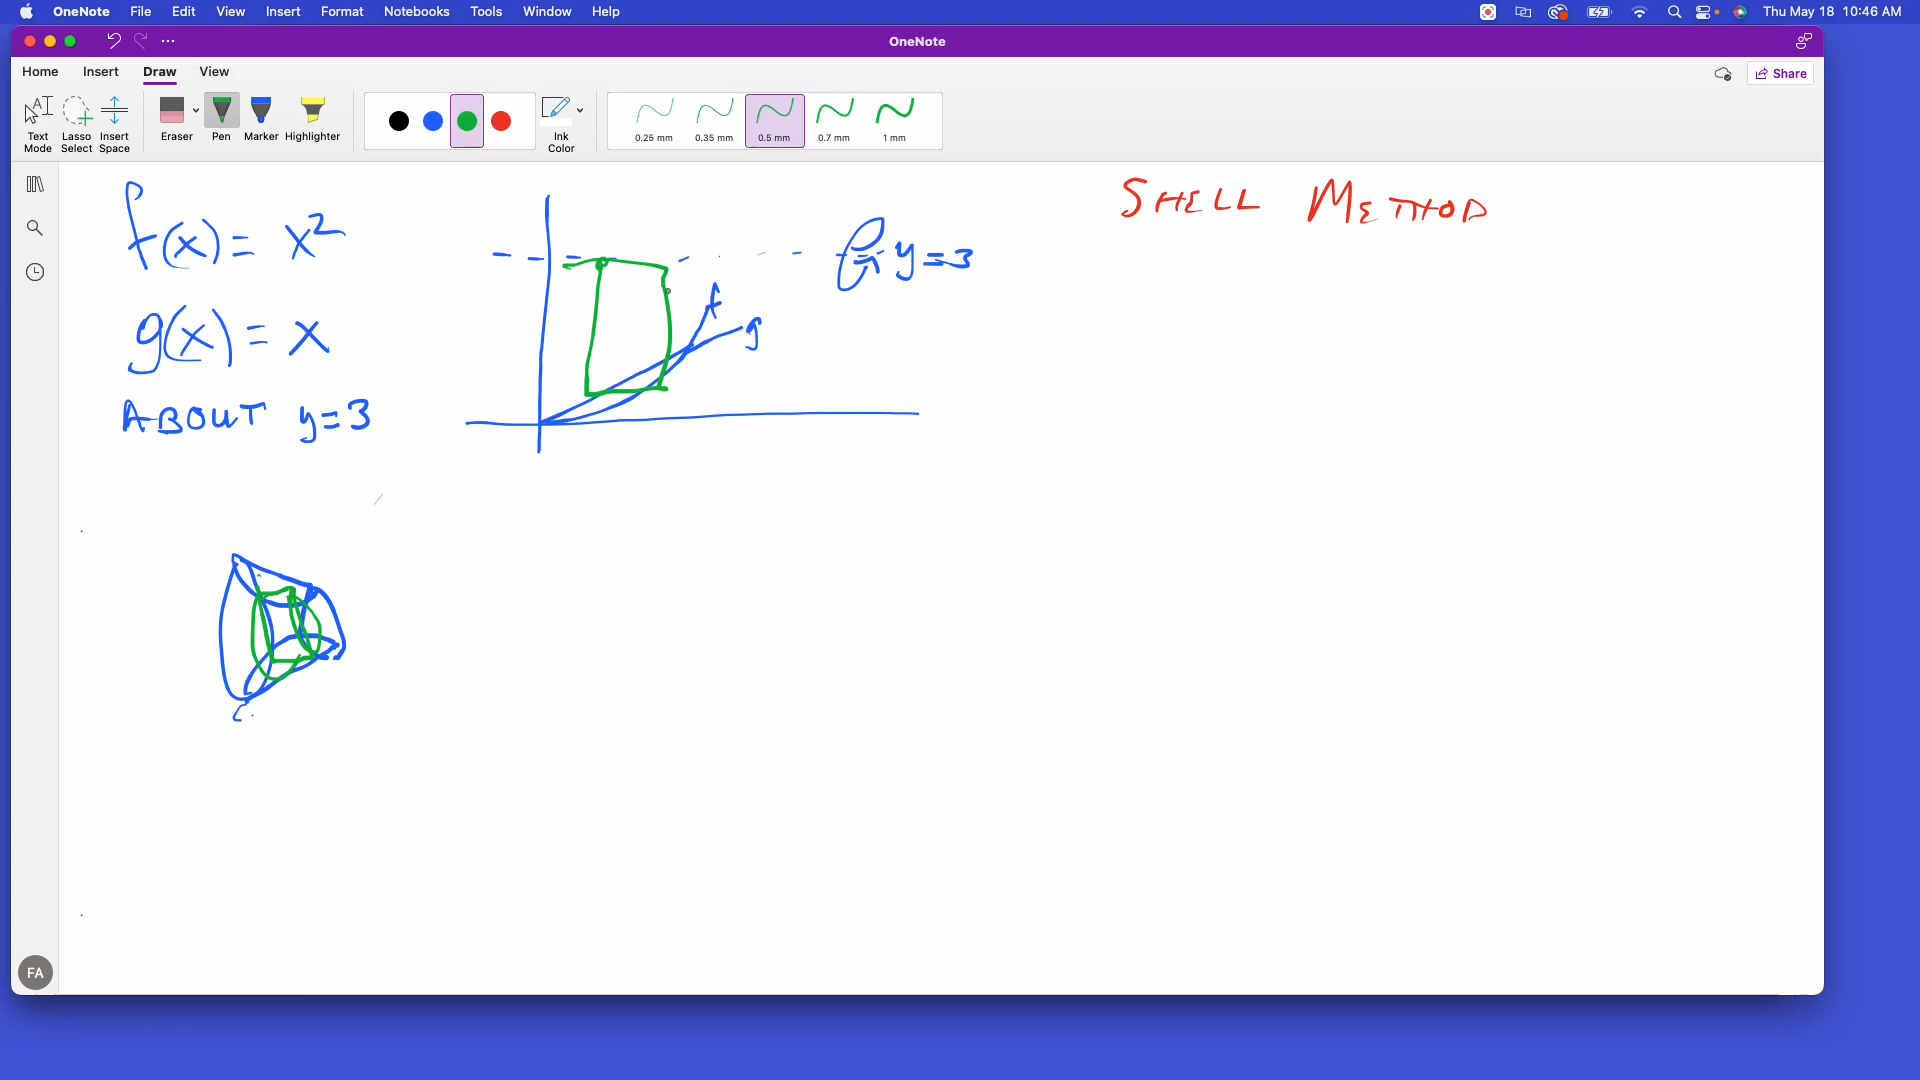 OneNote File Edit View Insert Format Notebooks Tools Window Help
Thu May 18 10:46 AM
OneNote
Home Insert Draw View
Share
Text Mode
Lasso Select
Insert Space
Eraser
Pen
Marker
Highlighter
Ink Color
0.25 mm
0.35 mm
0.5 mm
0.7 mm
1 mm
SHELL METHOD
f(x) = x²
y=3
f
g
g(x) = x
ABOUT y=3
FA